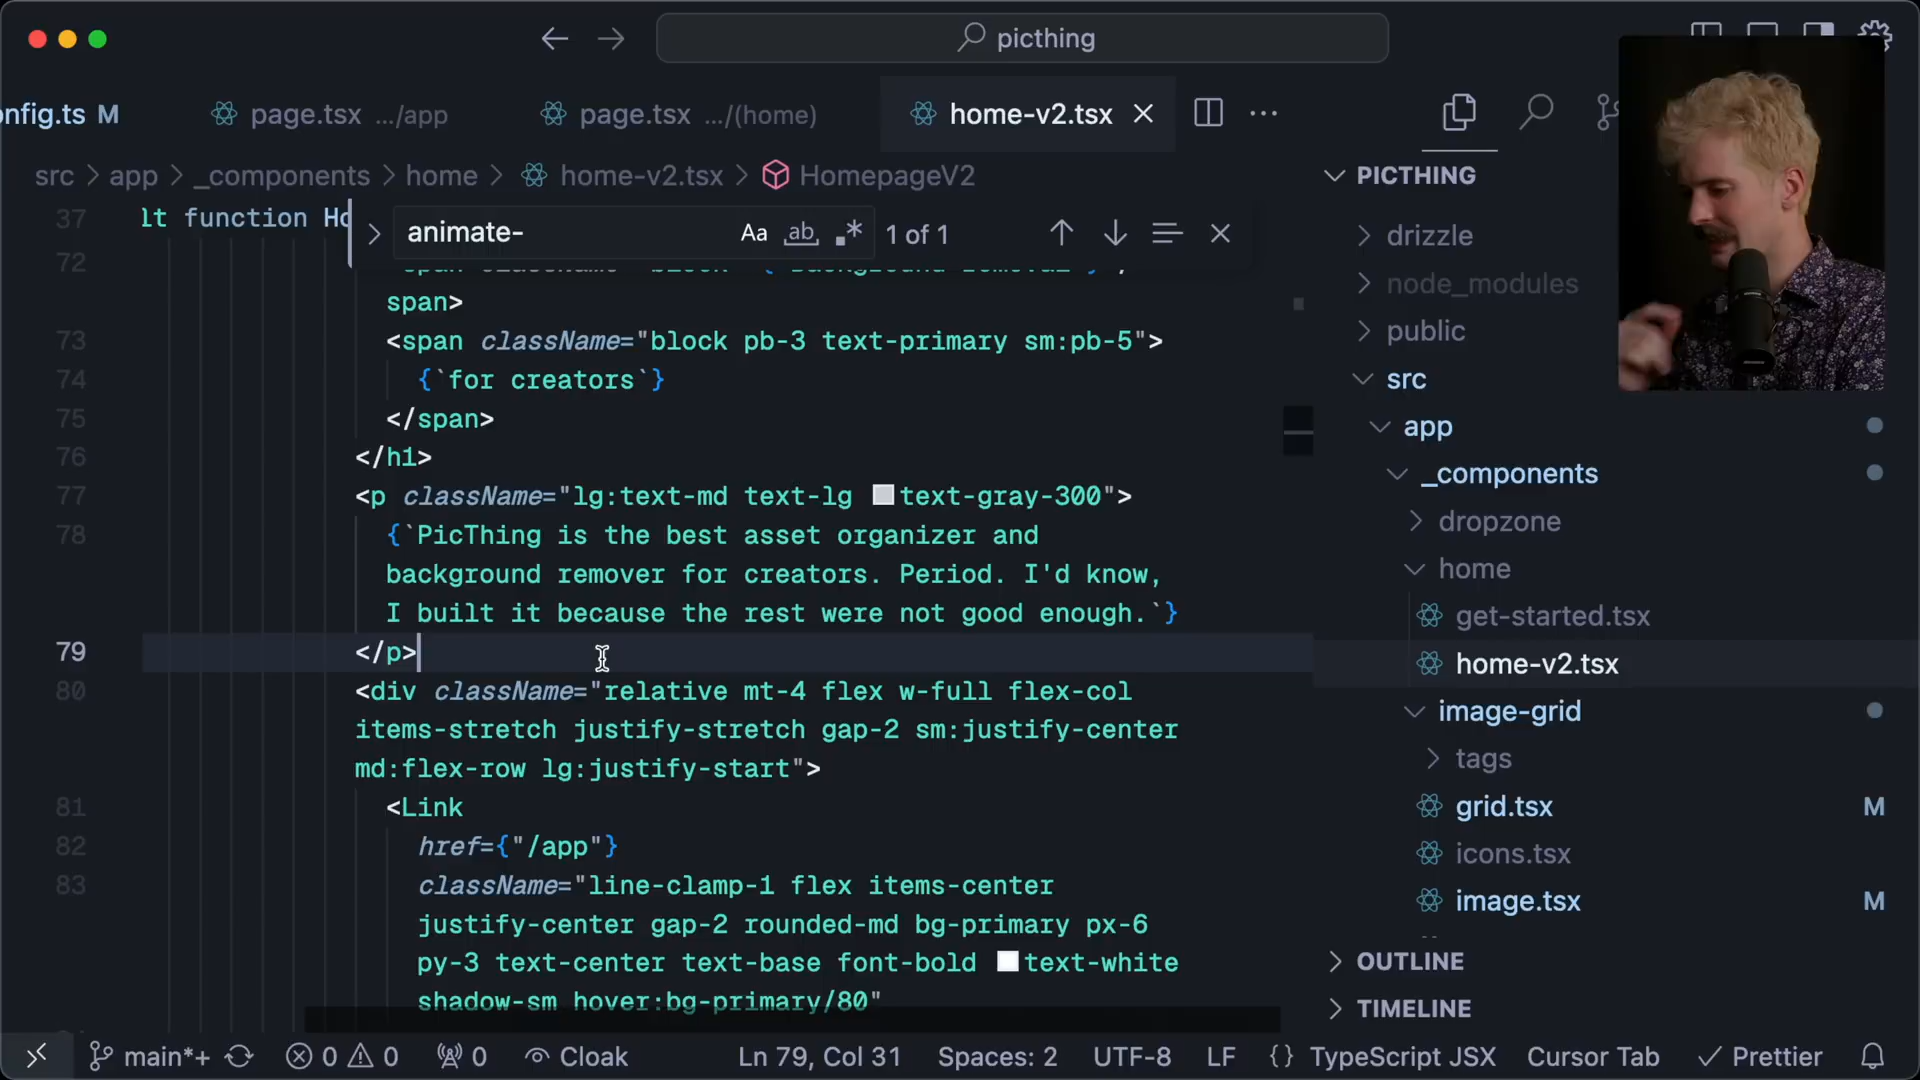 picthing
onfig.ts M
page.tsx .../app
page.tsx .../(home)
home-v2.tsx
src > app > _components > home > home-v2.tsx > HomepageV2
PICTHING
37 lt function Ho
animate-
Aa ab .* 1 of 1
drizzle
node_modules
public
src
app
_components
dropzone
home
get-started.tsx
home-v2.tsx
image-grid
tags
grid.tsx M
icons.tsx
image.tsx M
OUTLINE
TIMELINE
72
span>
73 <span className="block pb-3 text-primary sm:pb-5">
74 {`for creators`}
75 </span>
76 </h1>
77 <p className="lg:text-md text-lg text-gray-300">
78 {`PicThing is the best asset organizer and
background remover for creators. Period. I'd know,
I built it because the rest were not good enough.`}
79 </p>
80 <div className="relative mt-4 flex w-full flex-col
items-stretch justify-stretch gap-2 sm:justify-center
md:flex-row lg:justify-start">
81 <Link
82 href={"/app"}
83 className="line-clamp-1 flex items-center
justify-center gap-2 rounded-md bg-primary px-6
py-3 text-center text-base font-bold text-white
shadow-sm hover:bg-primary/80"
main*+ 0 0 0 Cloak Ln 79, Col 31 Spaces: 2 UTF-8 LF {} TypeScript JSX Cursor Tab Prettier